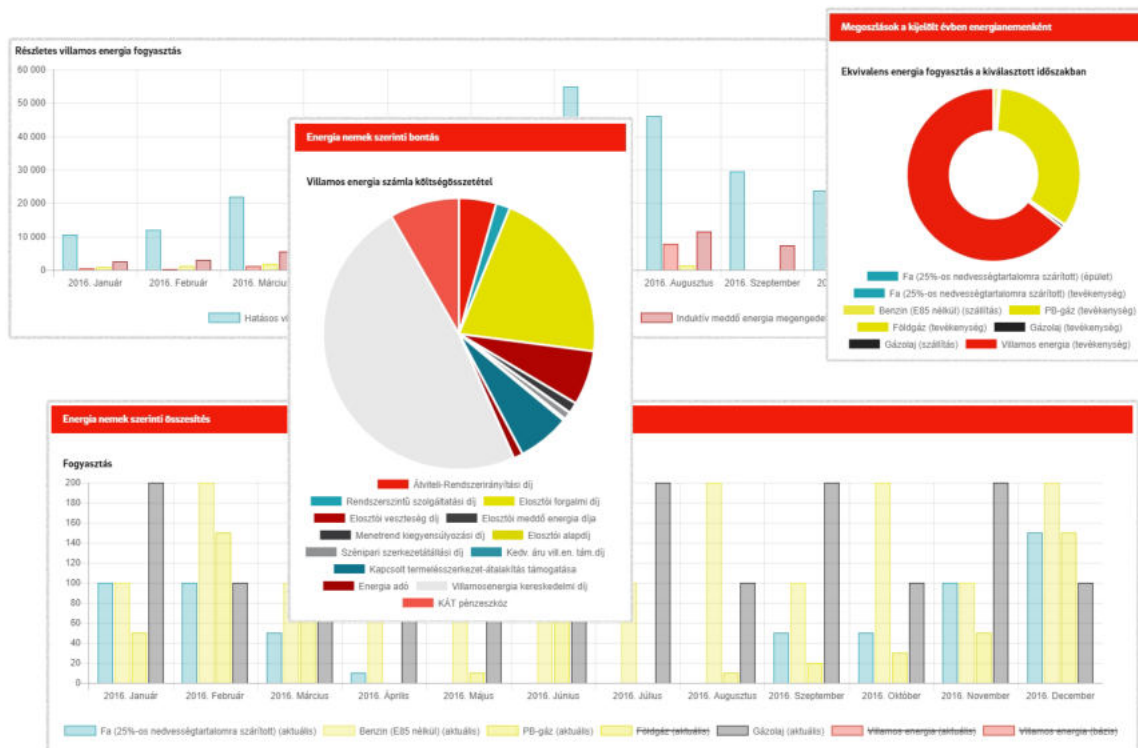 Megoszlások a kijelölt évben energianemenként
Ekvivalens energia fogyasztás a kiválasztott időszakban
Fa (25%-os nedvességtartalomra szárított) (épület)
Fa (25%-os nedvességtartalomra szárított) (tevékenység)
Benzin (E85 nélkül) (szállítás) PB-gáz (tevékenység)
Földgáz (tevékenység) Gázolaj (tevékenység)
Gázolaj (szállítás) Villamos energia (tevékenység)
Részletes villamos energia fogyasztás
60 000
50 000
40 000
30 000
20 000
10 000
0
2016. Január 2016. Február 2016. Március 2016. Augusztus 2016. Szeptember
Hatásos Induktív meddő energia
Energia nemek szerinti bontás
Villamos energia számla költségösszetétel
Átviteli-Rendszerirányítási díj
Rendszerszintű szolgáltatási díj Elosztói forgalmi díj
Elosztói veszteség díj Elosztói meddő energia díja
Menetrend kiegyensúlyozási díj Elosztói alapdíj
Szénipari szerkezetátállási díj Kedv. áru vill.en. tám.díj
Kapcsolt termelésszerkezet-átalakítás támogatása
Energia adó Villamosenergia kereskedelmi díj
KÁT pénzeszköz
Energia nemek szerinti összesítés
Fogyasztás
200
180
160
140
120
100
80
60
40
20
0
2016. Január 2016. Február 2016. Március 2016. Április 2016. Május 2016. Június 2016. Július 2016. Augusztus 2016. Szeptember 2016. Október 2016. November 2016. December
Fa (25%-os nedvességtartalomra szárított) (aktuális) Benzin (E85 nélkül) (aktuális) PB-gáz (aktuális) Földgáz (aktuális) Gázolaj (aktuális) Villamos energia (aktuális) Villamos energia (bázis)